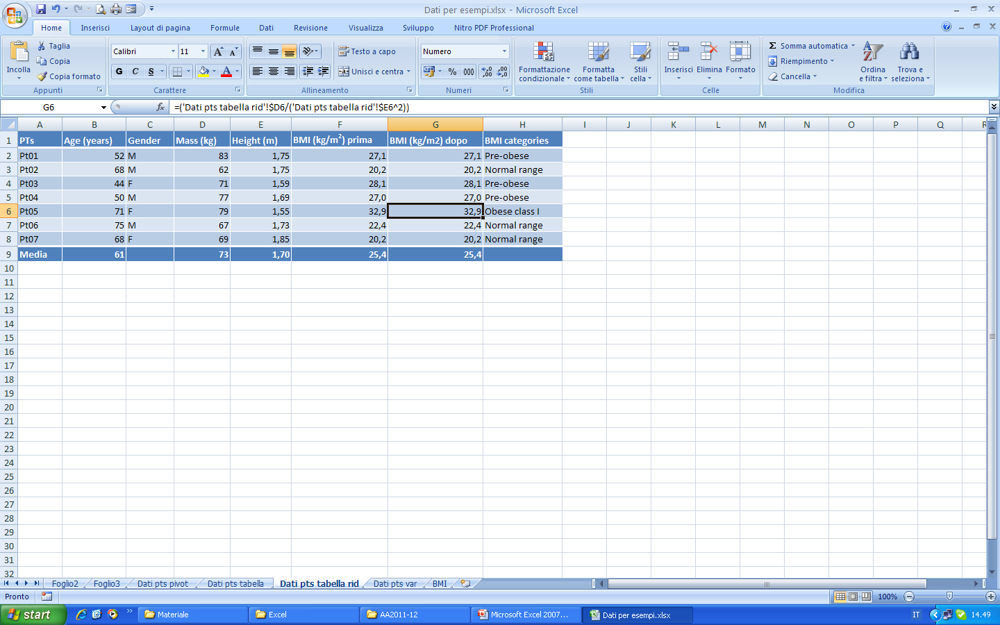 Dati per esempi.xlsx - Microsoft Excel
Home Inserisci Layout di pagina Formule Dati Revisione Visualizza Sviluppo Nitro PDF Professional
Incolla
Taglia
Copia
Copia formato
Appunti
Calibri 11
G C S
Carattere
Testo a capo
Unisci e centra
Allineamento
Numero
% 000
Numeri
Formattazione condizionale
Formatta come tabella
Stili cella
Stili
Inserisci Elimina Formato
Celle
Σ Somma automatica
Riempimento
Cancella
Ordina e filtra
Trova e seleziona
Modifica
G6 fx =('Dati pts tabella rid'!$D6/('Dati pts tabella rid'!$E6^2))
A B C D E F G H I J K L M N O P Q R
1 PTs Age (years) Gender Mass (kg) Height (m) BMI (kg/m²) prima BMI (kg/m2) dopo BMI categories
2 Pt01 52 M 83 1,75 27,1 27,1 Pre-obese
3 Pt02 68 M 62 1,75 20,2 20,2 Normal range
4 Pt03 44 F 71 1,59 28,1 28,1 Pre-obese
5 Pt04 50 M 77 1,69 27,0 27,0 Pre-obese
6 Pt05 71 F 79 1,55 32,9 32,9 Obese class I
7 Pt06 75 M 67 1,73 22,4 22,4 Normal range
8 Pt07 68 F 69 1,85 20,2 20,2 Normal range
9 Media 61 73 1,70 25,4 25,4
10
11
12
13
14
15
16
17
18
19
20
21
22
23
24
25
26
27
28
29
30
31
32
Foglio2 Foglio3 Dati pts pivot Dati pts tabella Dati pts tabella rid Dati pts var BMI
Pronto 100%
start Materiale Excel AA2011-12 Microsoft Excel 2007... Dati per esempi.xlsx IT 14.49